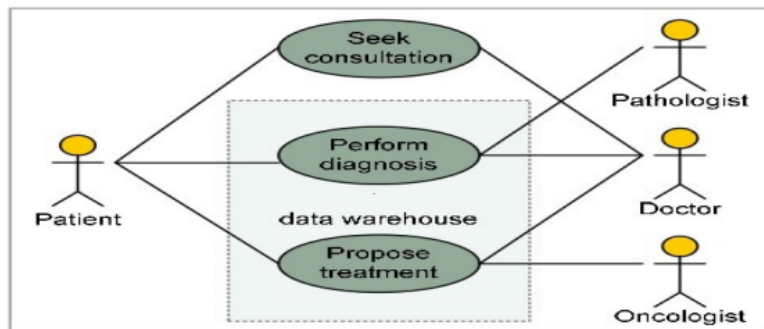 Seek
consultation
Pathologist
Perform
diagnosis
Patient
data warehouse
Doctor
Propose
treatment
Oncologist